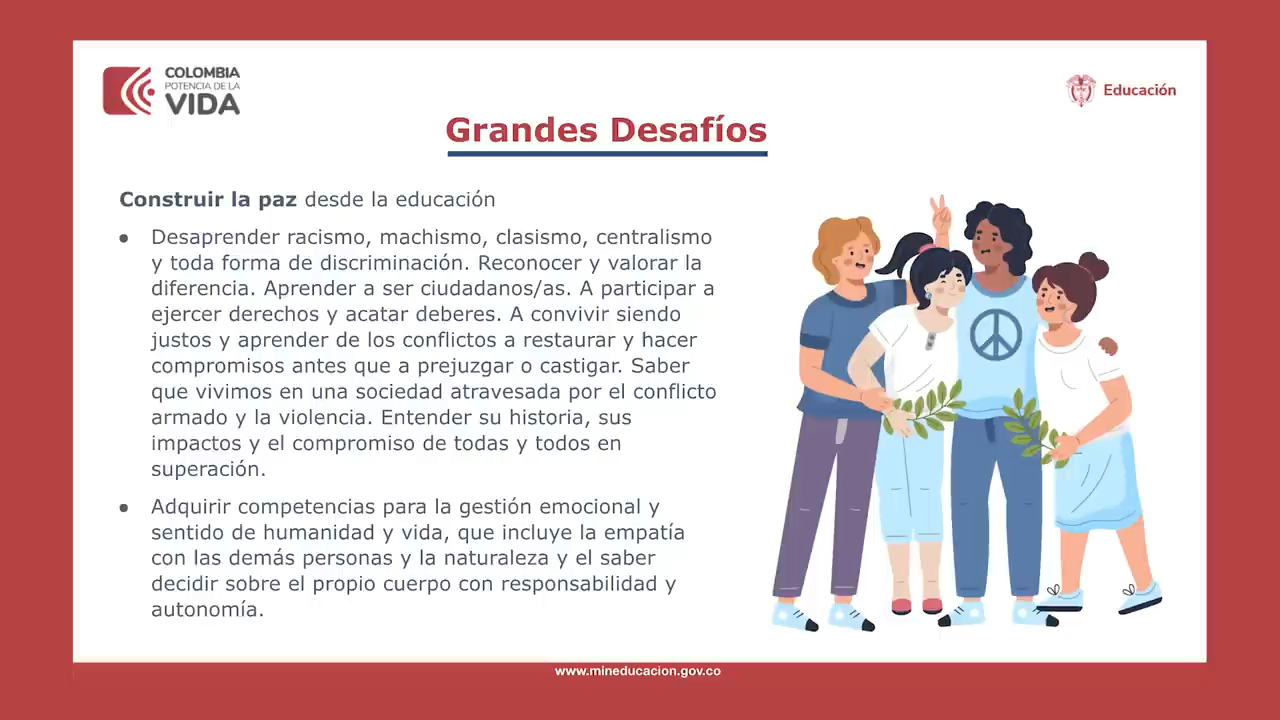 COLOMBIA
POTENCIA DE LA
VIDA
Educación
Grandes Desafíos
Construir la paz desde la educación
• Desaprender racismo, machismo, clasismo, centralismo
y toda forma de discriminación. Reconocer y valorar la
diferencia. Aprender a ser ciudadanos/as. A participar a
ejercer derechos y acatar deberes. A convivir siendo
justos y aprender de los conflictos a restaurar y hacer
compromisos antes que a prejuzgar o castigar. Saber
que vivimos en una sociedad atravesada por el conflicto
armado y la violencia. Entender su historia, sus
impactos y el compromiso de todas y todos en
superación.
• Adquirir competencias para la gestión emocional y
sentido de humanidad y vida, que incluye la empatía
con las demás personas y la naturaleza y el saber
decidir sobre el propio cuerpo con responsabilidad y
autonomía.
www.mineducacion.gov.co